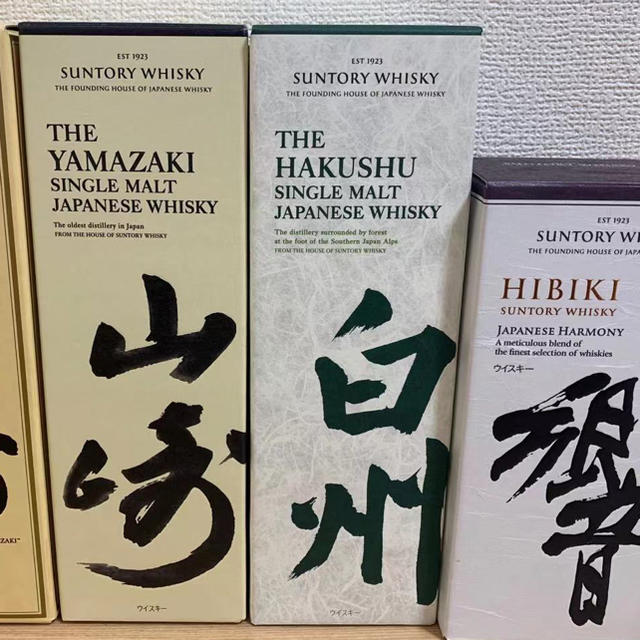 ZAKI™
EST 1923
SUNTORY WHISKY
THE FOUNDING HOUSE OF JAPANESE WHISKY
THE
YAMAZAKI
SINGLE MALT
JAPANESE WHISKY
The oldest distillery in Japan
FROM THE HOUSE OF SUNTORY WHISKY
山
崎
ウイスキー
EST 1923
SUNTORY WHISKY
THE FOUNDING HOUSE OF JAPANESE WHISKY
THE
HAKUSHU
SINGLE MALT
JAPANESE WHISKY
The distillery surrounded by forest
at the foot of the Southern Japan Alps
FROM THE HOUSE OF SUNTORY WHISKY
白
州
ウイスキー
EST 1923
SUNTORY WH
THE FOUNDING HOUSE OF JAPA
HIBIKI
SUNTORY WHISKY
JAPANESE HARMONY
A meticulous blend of
the finest selection of whiskies
ウイスキー
響